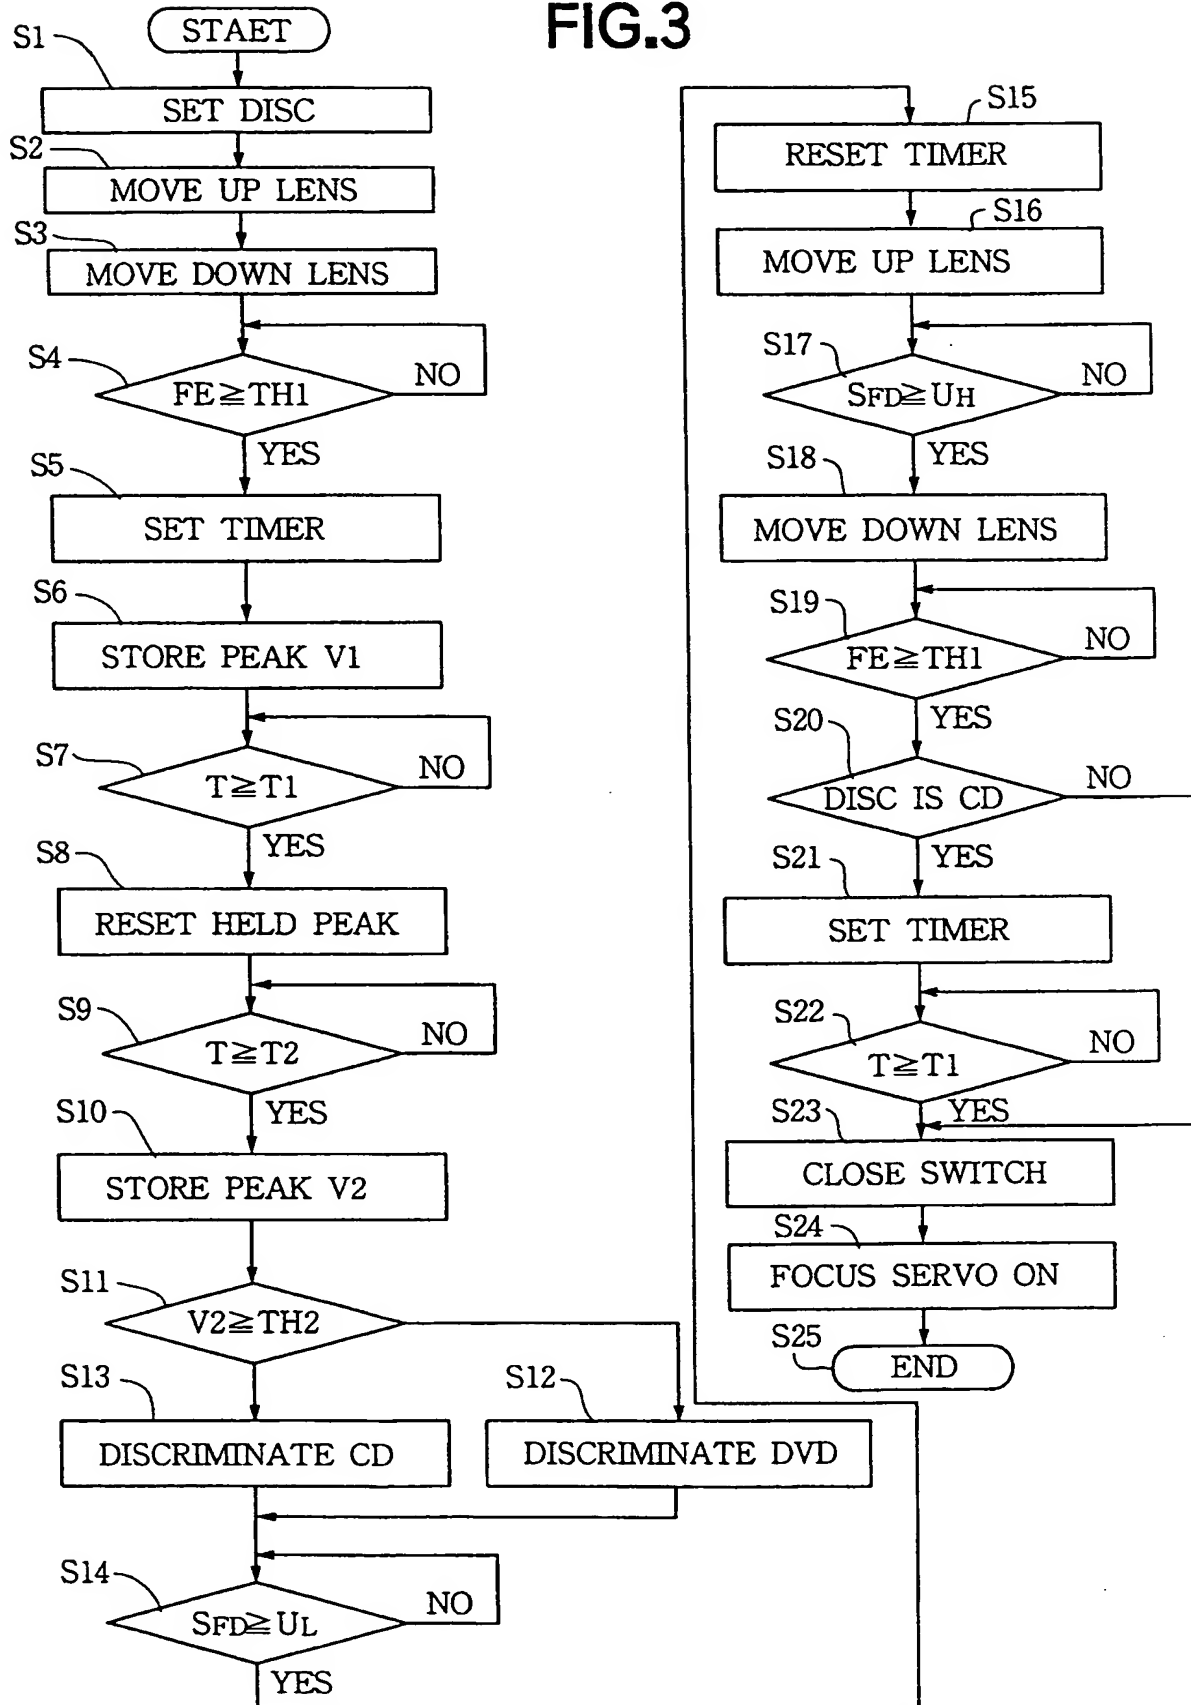 FIG.3
STAET
S1
SET DISC
S2
MOVE UP LENS
S3
MOVE DOWN LENS
S4
FE≧TH1
NO
YES
S5
SET TIMER
S6
STORE PEAK V1
S7
T≧T1
NO
YES
S8
RESET HELD PEAK
S9
T≧T2
NO
YES
S10
STORE PEAK V2
S11
V2≧TH2
S13
DISCRIMINATE CD
S12
DISCRIMINATE DVD
S14
SFD≧UL
NO
YES
S15
RESET TIMER
S16
MOVE UP LENS
S17
SFD≧UH
NO
YES
S18
MOVE DOWN LENS
S19
FE≧TH1
NO
YES
S20
DISC IS CD
NO
YES
S21
SET TIMER
S22
T≧T1
NO
YES
S23
CLOSE SWITCH
S24
FOCUS SERVO ON
S25
END